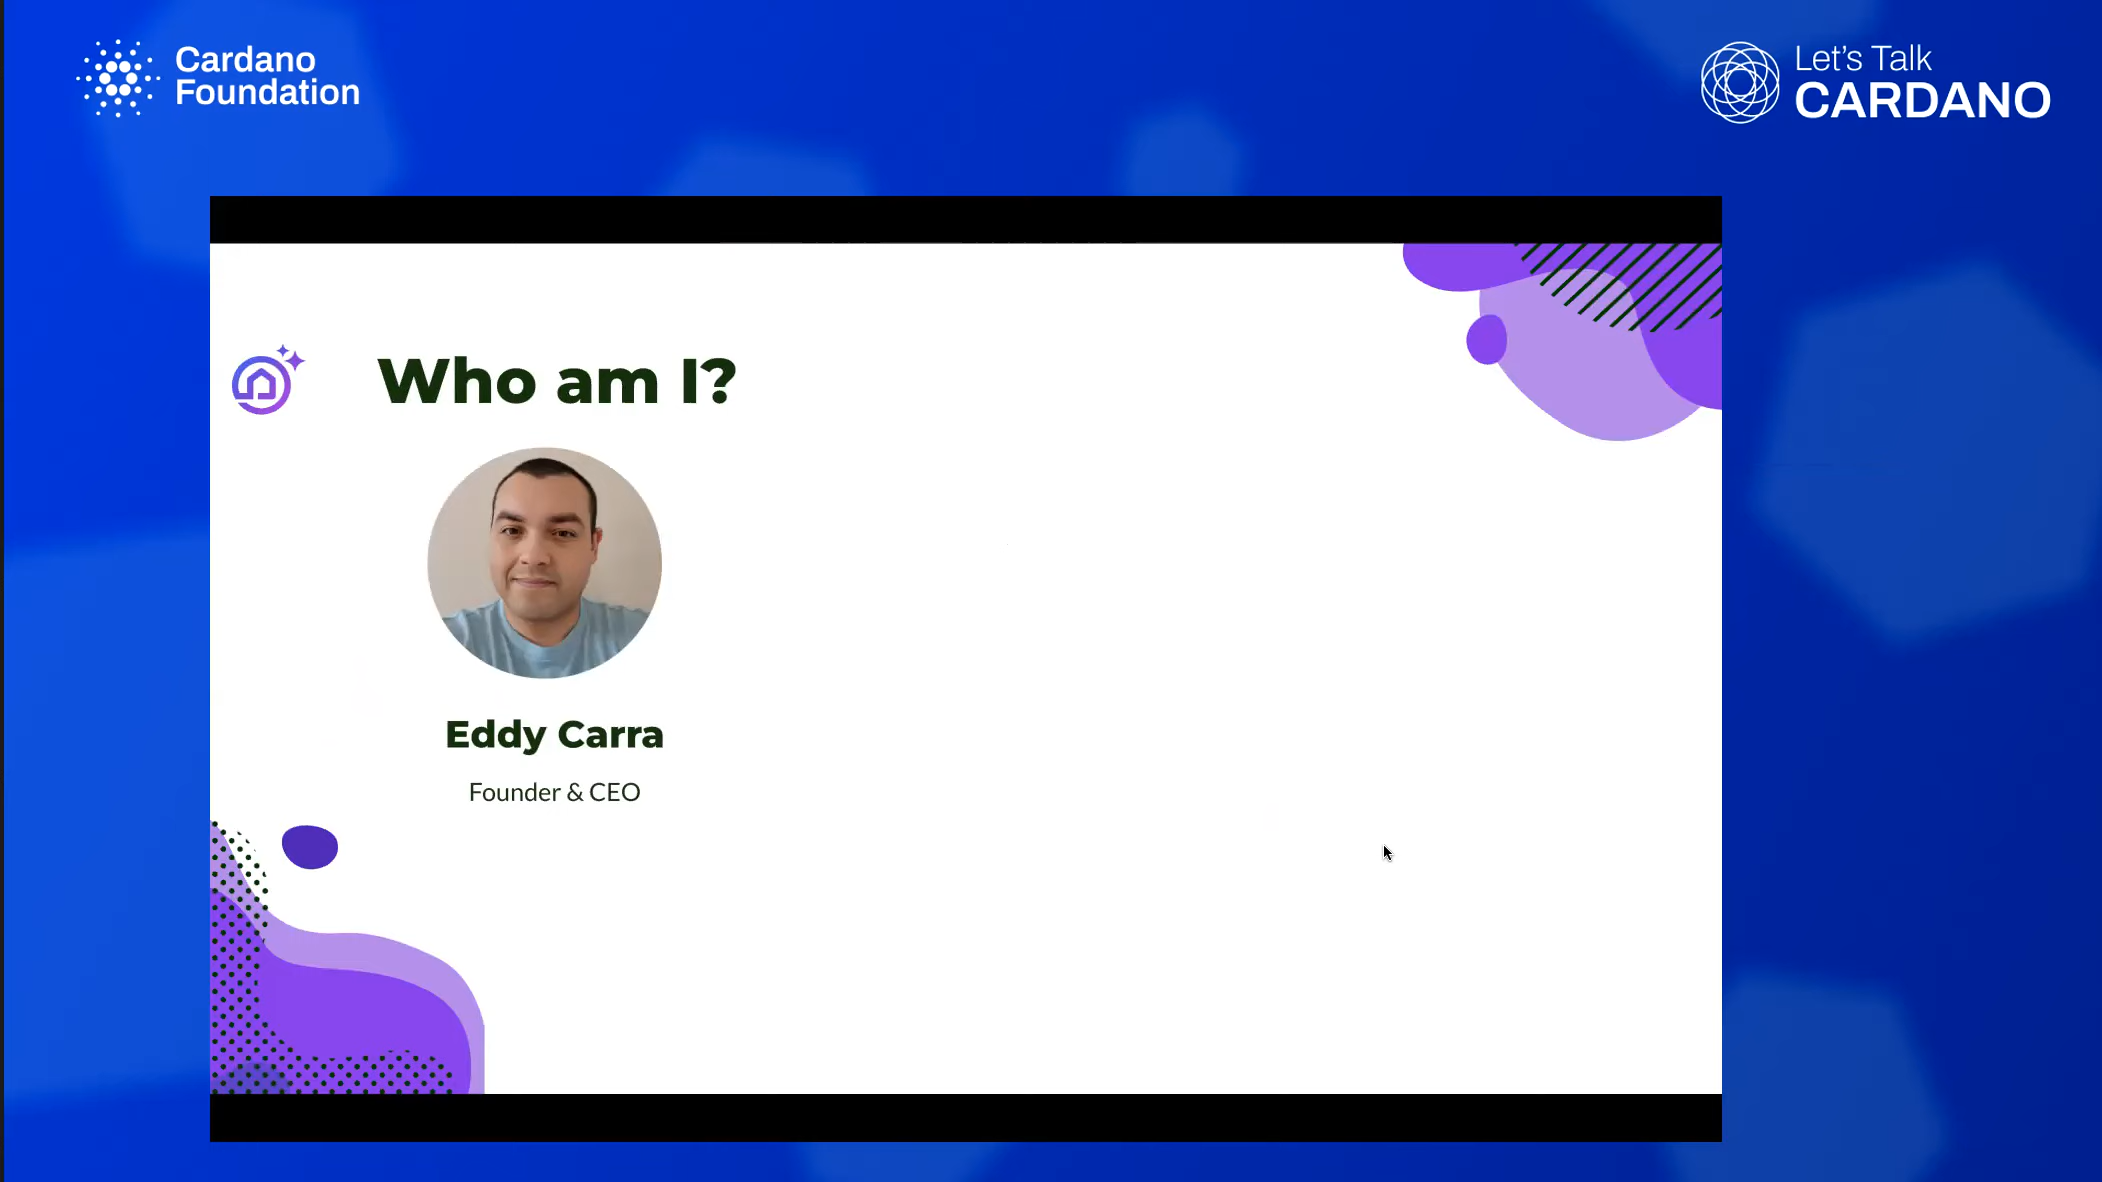 Cardano
Foundation
Let's Talk
CARDANO
Who am I?
Eddy Carra
Founder & CEO